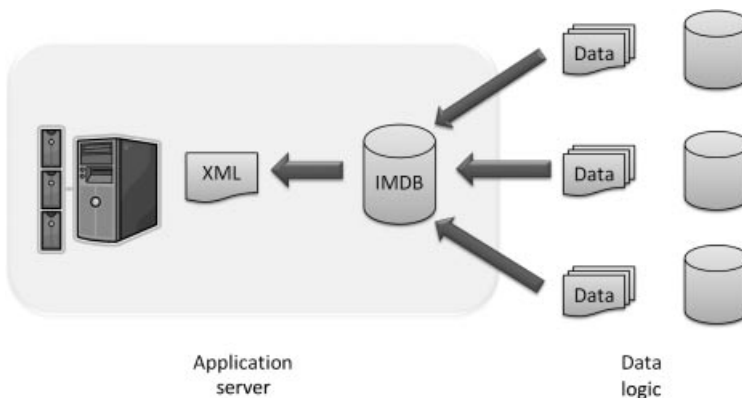 Data
XML
IMDB
Data
Data
Application
server
Data
logic